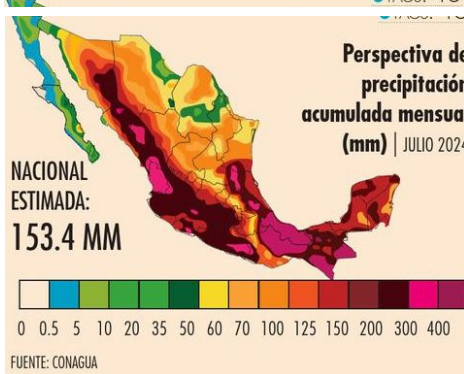 Perspectiva de
precipitación
acumulada mensua
(mm) | JULIO 2024
NACIONAL
ESTIMADA:
153.4 MM
0 0.5 5 10 20 35 50 60 70 100 125 150 200 300 400
FUENTE: CONAGUA